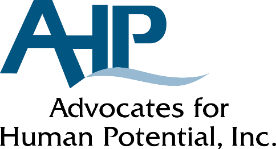 AHP
Advocates for
Human Potential, Inc.